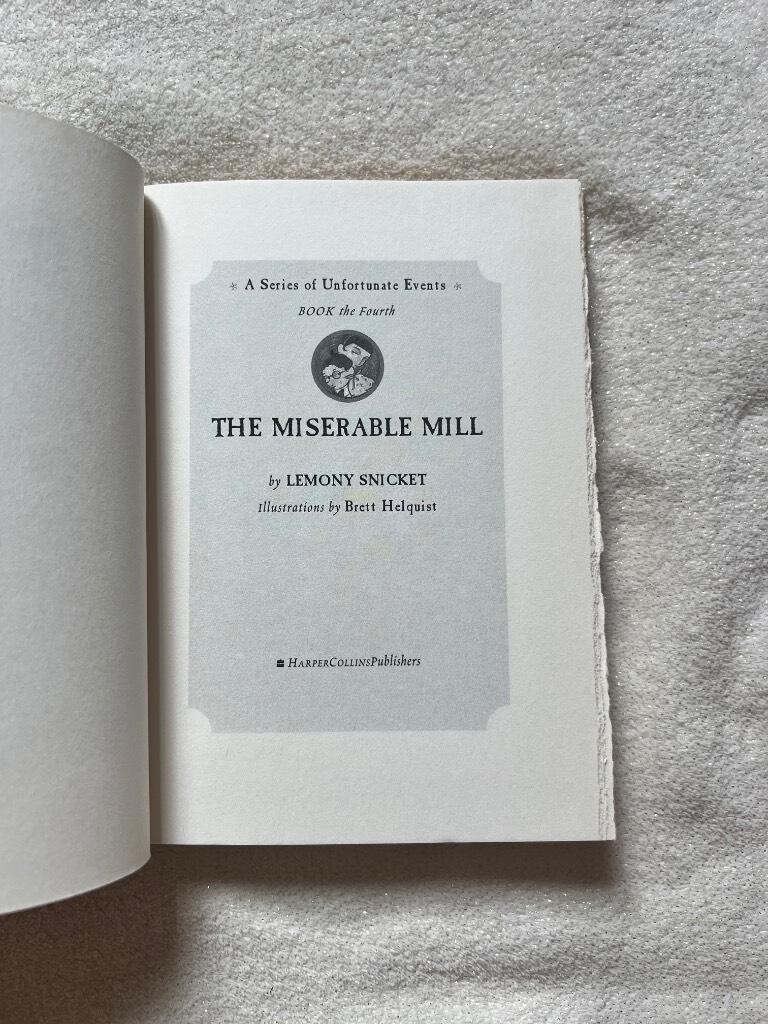 * A Series of Unfortunate Events *
BOOK the Fourth
THE MISERABLE MILL
by LEMONY SNICKET
Illustrations by Brett Helquist
HARPERCOLLINSPublishers